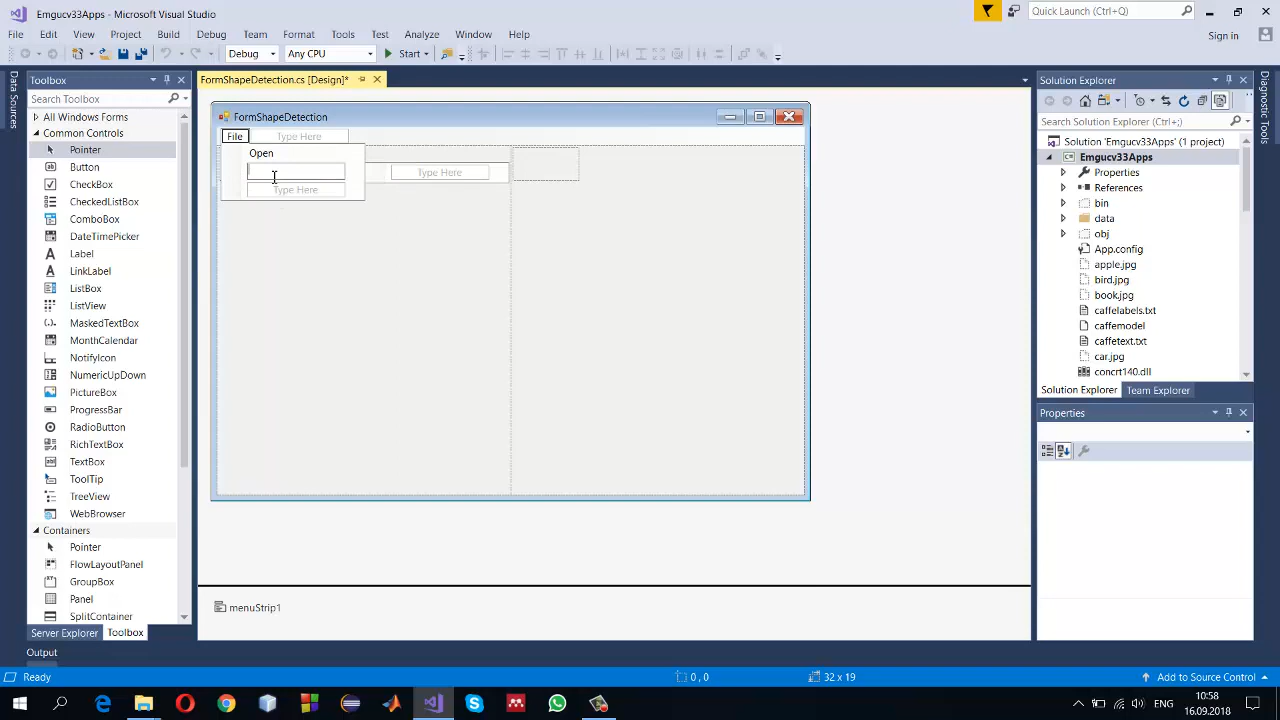 Emgucv33Apps - Microsoft Visual Studio
Quick Launch (Ctrl+Q)
File Edit View Project Build Debug Team Format Tools Test Analyze Window Help
Sign in
Debug Any CPU Start
Data Sources
Toolbox
Search Toolbox
All Windows Forms
Common Controls
Pointer
Button
CheckBox
CheckedListBox
ComboBox
DateTimePicker
Label
LinkLabel
ListBox
ListView
MaskedTextBox
MonthCalendar
NotifyIcon
NumericUpDown
PictureBox
ProgressBar
RadioButton
RichTextBox
TextBox
ToolTip
TreeView
WebBrowser
Containers
Pointer
FlowLayoutPanel
GroupBox
Panel
SplitContainer
Server Explorer Toolbox
FormShapeDetection.cs [Design]*
FormShapeDetection
File Type Here
Open
Type Here
Type Here
menuStrip1
Solution Explorer
Search Solution Explorer (Ctrl+;)
Solution 'Emgucv33Apps' (1 project)
Emgucv33Apps
Properties
References
bin
data
obj
App.config
apple.jpg
bird.jpg
book.jpg
caffelabels.txt
caffemodel
caffetext.txt
car.jpg
concrt140.dll
Solution Explorer Team Explorer
Properties
Diagnostic Tools
Output
Ready
0 , 0
32 x 19
Add to Source Control
10:58
16.09.2018